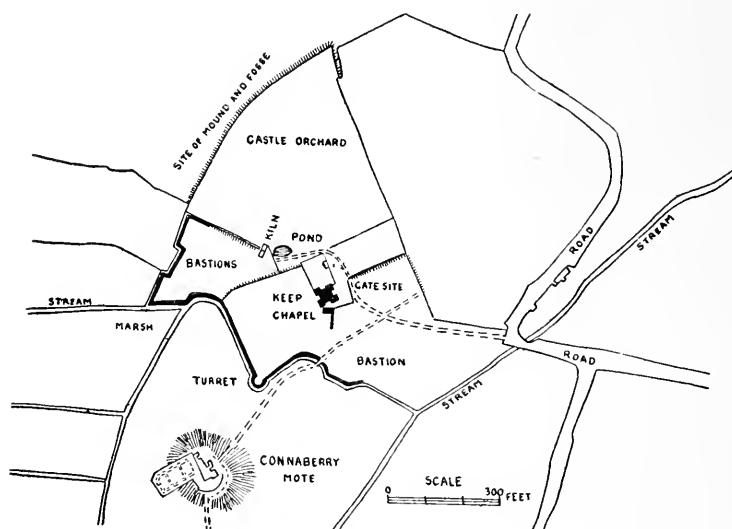 SITE OF MOUND AND FOSSE
CASTLE ORCHARD
KILN
POND
ROAD
STREAM
BASTIONS
KEEP
CHAPEL
GATE SITE
STREAM
MARSH
BASTION
ROAD
TURRET
STREAM
CONNABERRY
MOTE
SCALE
0 300 FEET